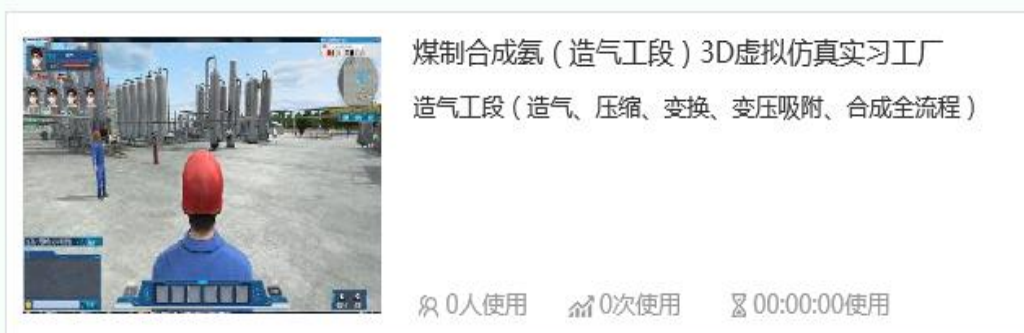 煤制合成氨（造气工段）3D虚拟仿真实习工厂
造气工段（造气、压缩、变换、变压吸附、合成全流程）
0人使用 0次使用 00:00:00使用